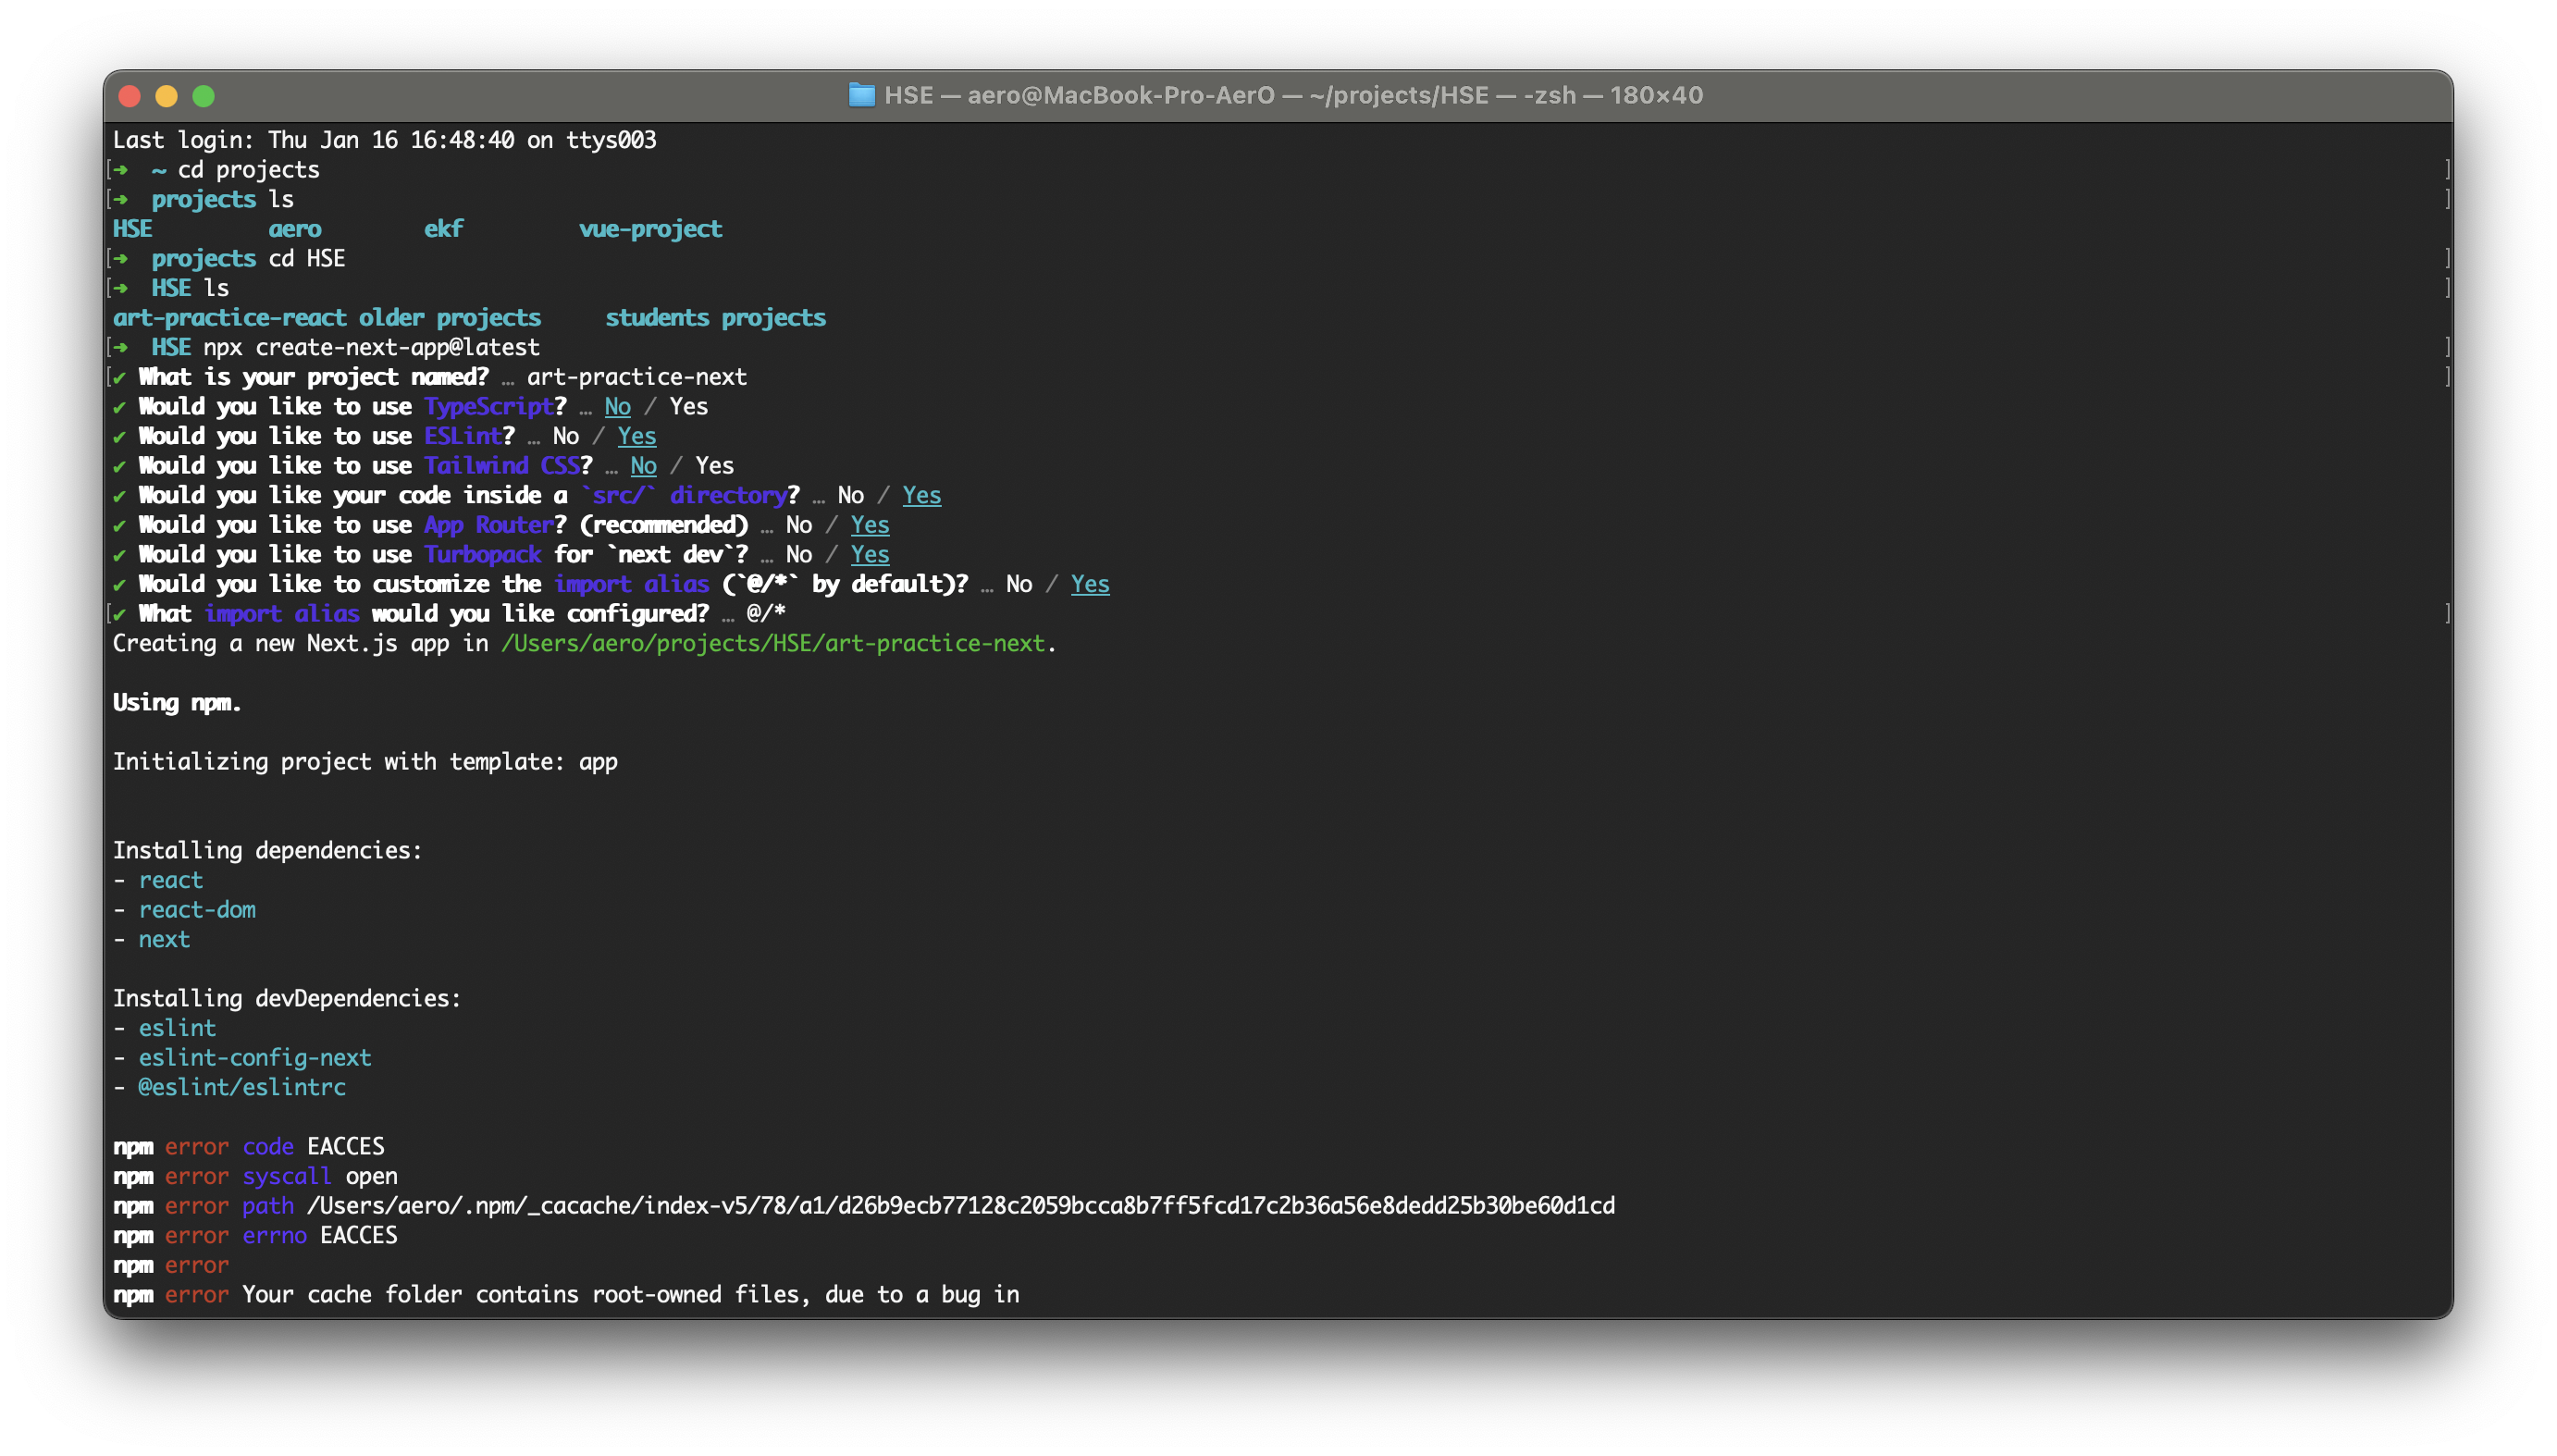 HSE — aero@MacBook-Pro-AerO — ~/projects/HSE — -zsh — 180×40
Last login: Thu Jan 16 16:48:40 on ttys003
[➜  ~ cd projects ]
[➜  projects ls ]
HSE         aero        ekf         vue-project
[➜  projects cd HSE ]
[➜  HSE ls ]
art-practice-react older projects     students projects
[➜  HSE npx create-next-app@latest ]
[✔ What is your project named? … art-practice-next ]
✔ Would you like to use TypeScript? … No / Yes
✔ Would you like to use ESLint? … No / Yes
✔ Would you like to use Tailwind CSS? … No / Yes
✔ Would you like your code inside a `src/` directory? … No / Yes
✔ Would you like to use App Router? (recommended) … No / Yes
✔ Would you like to use Turbopack for `next dev`? … No / Yes
✔ Would you like to customize the import alias (`@/*` by default)? … No / Yes
[✔ What import alias would you like configured? … @/* ]
Creating a new Next.js app in /Users/aero/projects/HSE/art-practice-next.
Using npm.
Initializing project with template: app
Installing dependencies:
- react
- react-dom
- next
Installing devDependencies:
- eslint
- eslint-config-next
- @eslint/eslintrc
npm error code EACCES
npm error syscall open
npm error path /Users/aero/.npm/_cacache/index-v5/78/a1/d26b9ecb77128c2059bcca8b7ff5fcd17c2b36a56e8dedd25b30be60d1cd
npm error errno EACCES
npm error
npm error Your cache folder contains root-owned files, due to a bug in